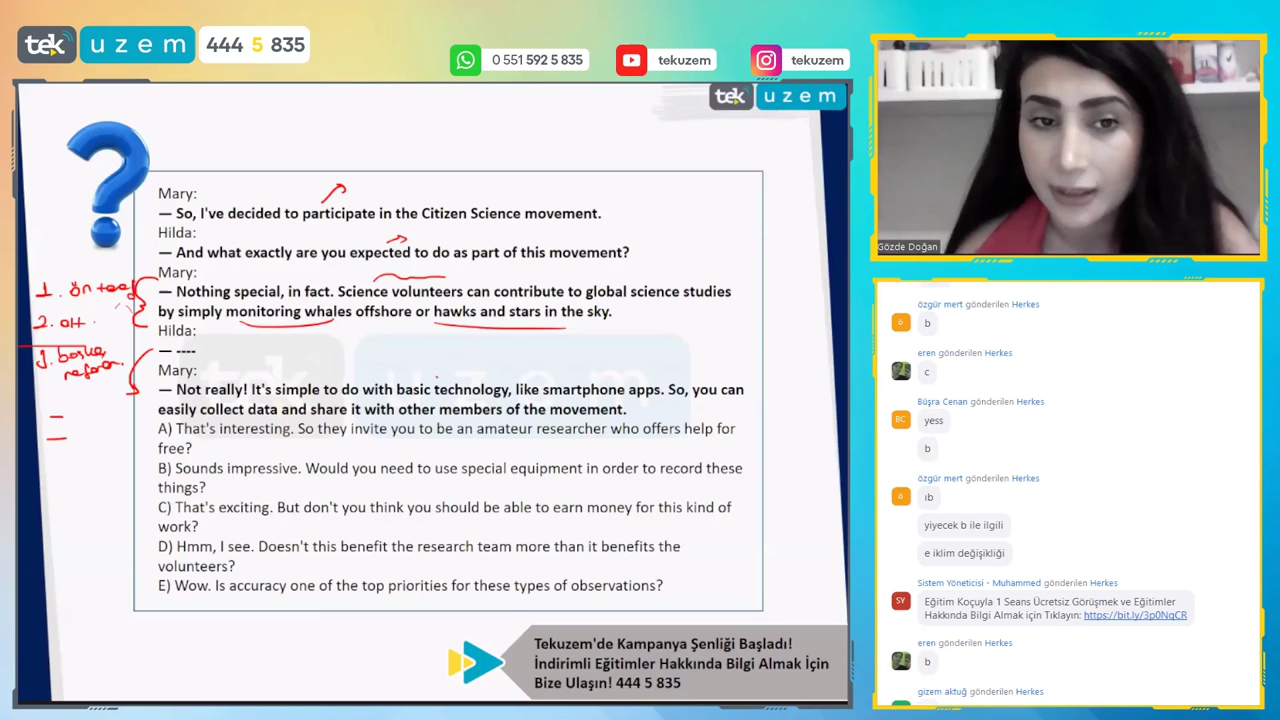 tek
uzem
444 5 835
0 551 592 5 835
tekuzem
tekuzem
tek uzem
Mary:
— So, I've decided to participate in the Citizen Science movement.
Hilda:
— And what exactly are you expected to do as part of this movement?
Mary:
— Nothing special, in fact. Science volunteers can contribute to global science studies
by simply monitoring whales offshore or hawks and stars in the sky.
Hilda:
— ----
Mary:
— Not really! It's simple to do with basic technology, like smartphone apps. So, you can
easily collect data and share it with other members of the movement.
A) That's interesting. So they invite you to be an amateur researcher who offers help for
free?
B) Sounds impressive. Would you need to use special equipment in order to record these
things?
C) That's exciting. But don't you think you should be able to earn money for this kind of
work?
D) Hmm, I see. Doesn't this benefit the research team more than it benefits the
volunteers?
E) Wow. Is accuracy one of the top priorities for these types of observations?
1. ön
2.
Tekuzem'de Kampanya Şenliği Başladı!
İndirimli Eğitimler Hakkında Bilgi Almak İçin
Bize Ulaşın! 444 5 835
Gözde Doğan
özgür mert gönderilen Herkes
ö
b
eren gönderilen Herkes
c
Büşra Cenan gönderilen Herkes
BC
yess
b
özgür mert gönderilen Herkes
ö
ıb
yiyecek b ile ilgili
e iklim değişikliği
Sistem Yöneticisi - Muhammed gönderilen Herkes
SY
Eğitim Koçuyla 1 Seans Ücretsiz Görüşmek ve Eğitimler
Hakkında Bilgi Almak için Tıklayın: https://bit.ly/3p0NqCR
eren gönderilen Herkes
b
gizem aktuğ gönderilen Herkes